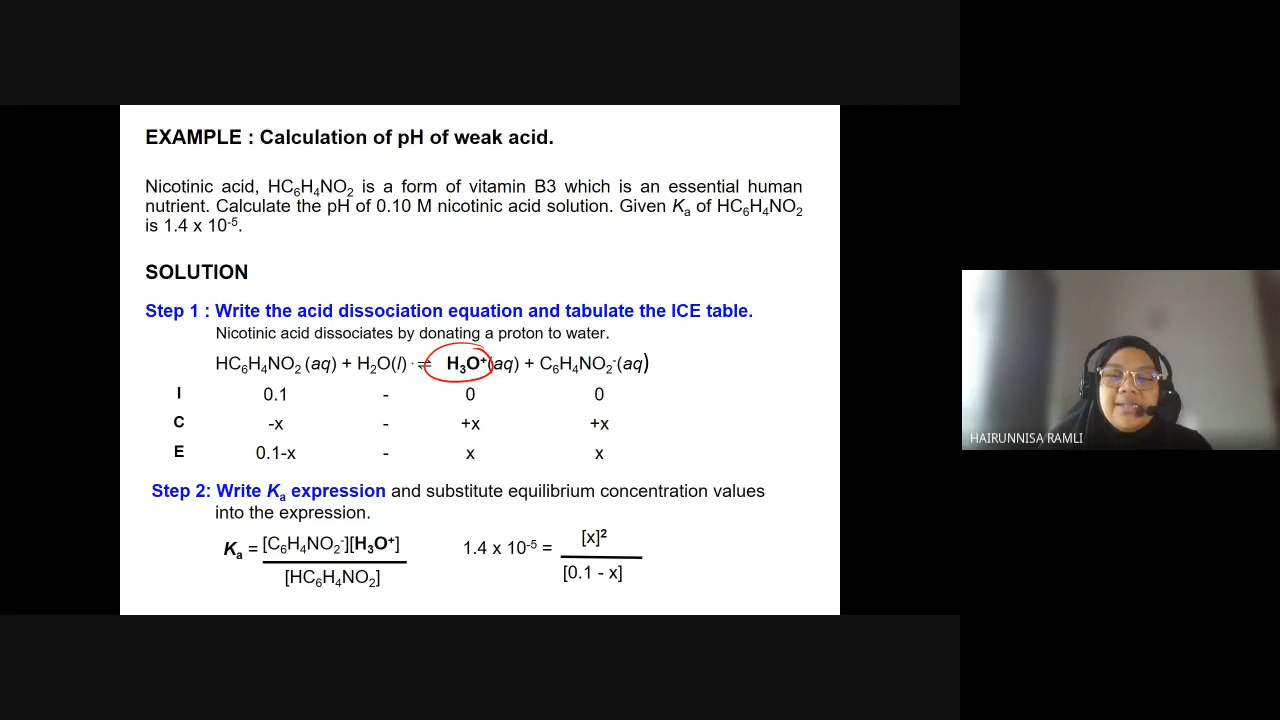 EXAMPLE : Calculation of pH of weak acid.
Nicotinic acid, HC₆H₄NO₂ is a form of vitamin B3 which is an essential human
nutrient. Calculate the pH of 0.10 M nicotinic acid solution. Given Kₐ of HC₆H₄NO₂
is 1.4 x 10⁻⁵.
SOLUTION
Step 1 : Write the acid dissociation equation and tabulate the ICE table.
Nicotinic acid dissociates by donating a proton to water.
HC₆H₄NO₂ (aq) + H₂O(l) ⇌ H₃O⁺(aq) + C₆H₄NO₂⁻(aq)
I 0.1 - 0 0
C -x - +x +x
E 0.1-x - x x
Step 2: Write Kₐ expression and substitute equilibrium concentration values
into the expression.
Kₐ = [C₆H₄NO₂⁻][H₃O⁺] 1.4 x 10⁻⁵ = [x]²
[HC₆H₄NO₂] [0.1 - x]
HAIRUNNISA RAMLI